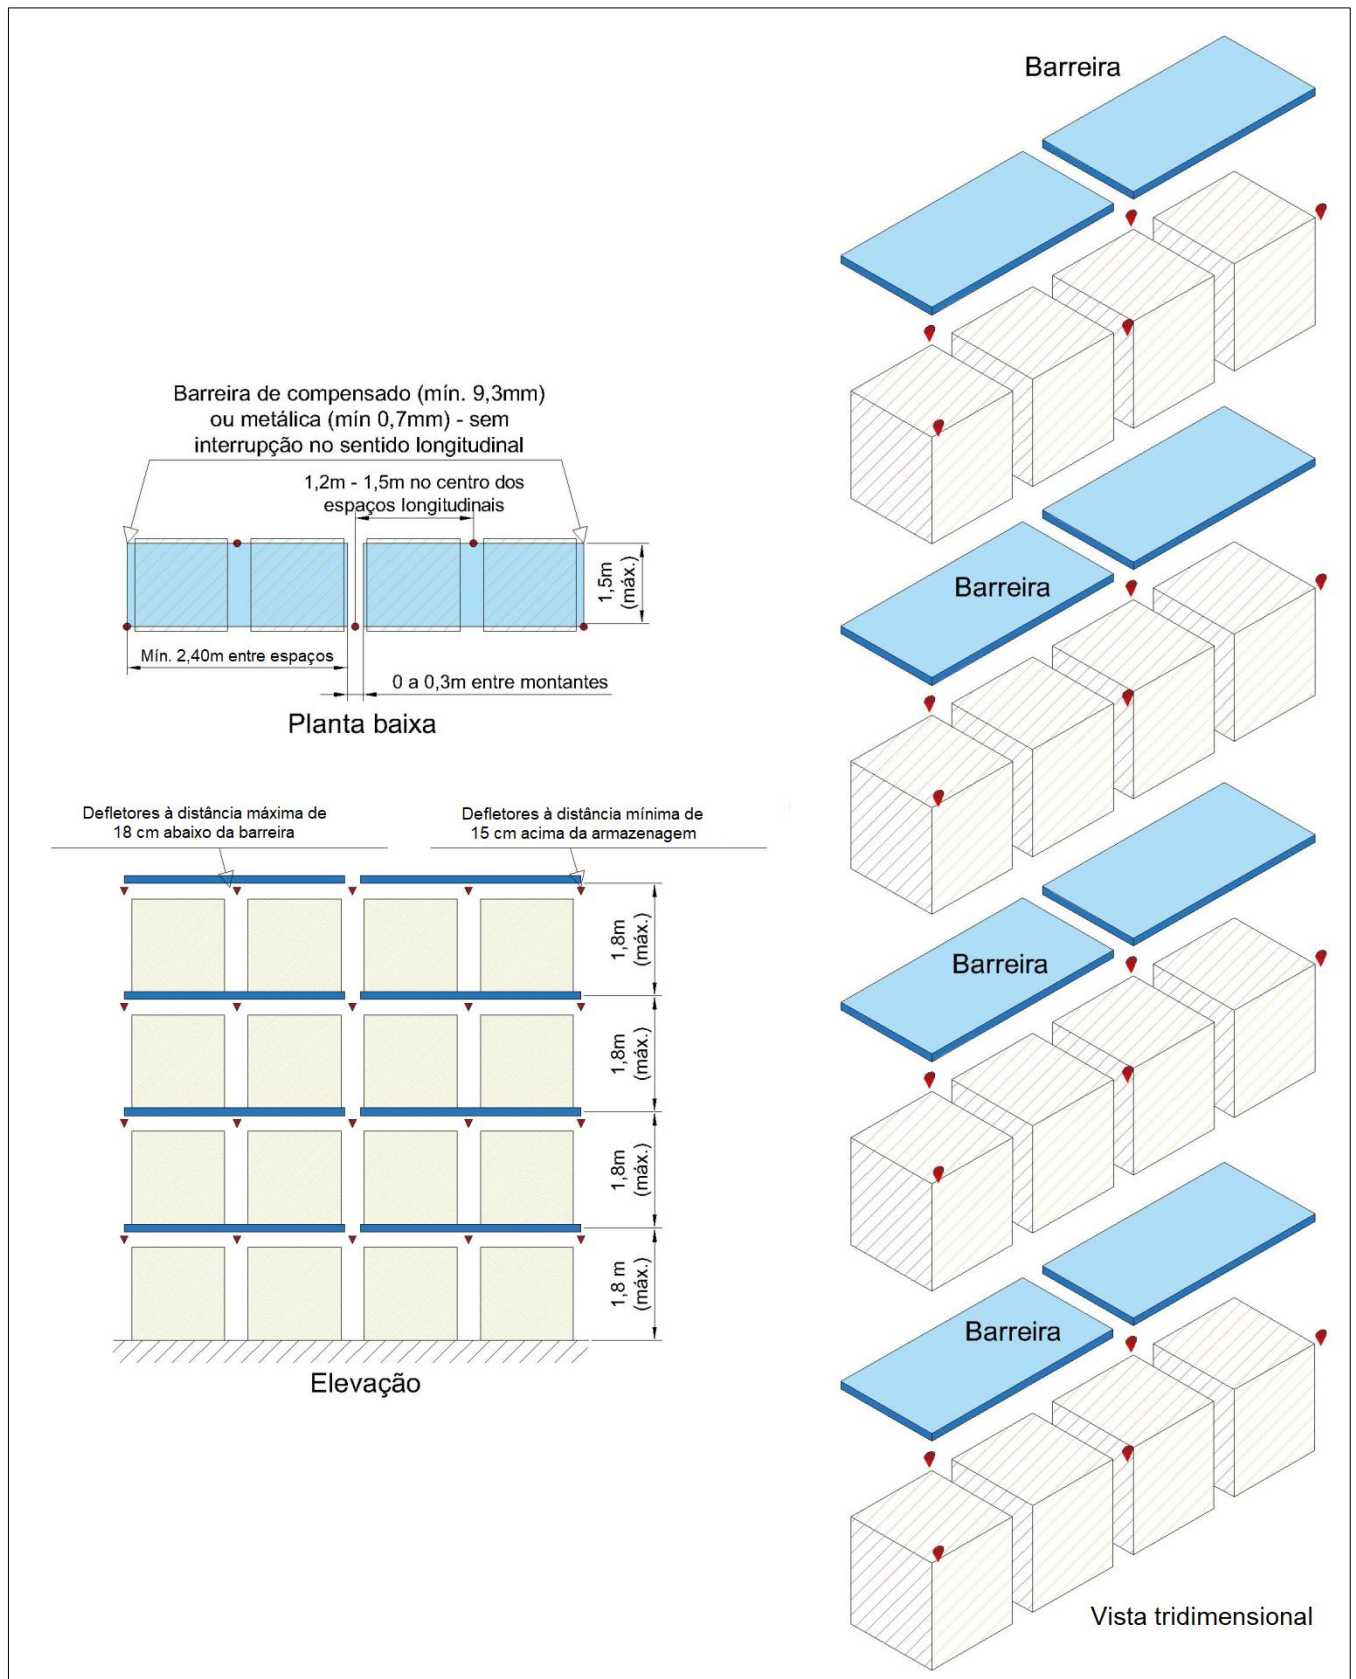 Barreira
Barreira de compensado (mín. 9,3mm)
ou metálica (mín 0,7mm) - sem
interrupção no sentido longitudinal
1,2m - 1,5m no centro dos
espaços longitudinais
1,5m
(máx.)
Mín. 2,40m entre espaços
0 a 0,3m entre montantes
Planta baixa
Barreira
Defletores à distância máxima de
18 cm abaixo da barreira
Defletores à distância mínima de
15 cm acima da armazenagem
1,8m
(máx.)
1,8m
(máx.)
1,8m
(máx.)
1,8 m
(máx.)
Elevação
Barreira
Barreira
Vista tridimensional